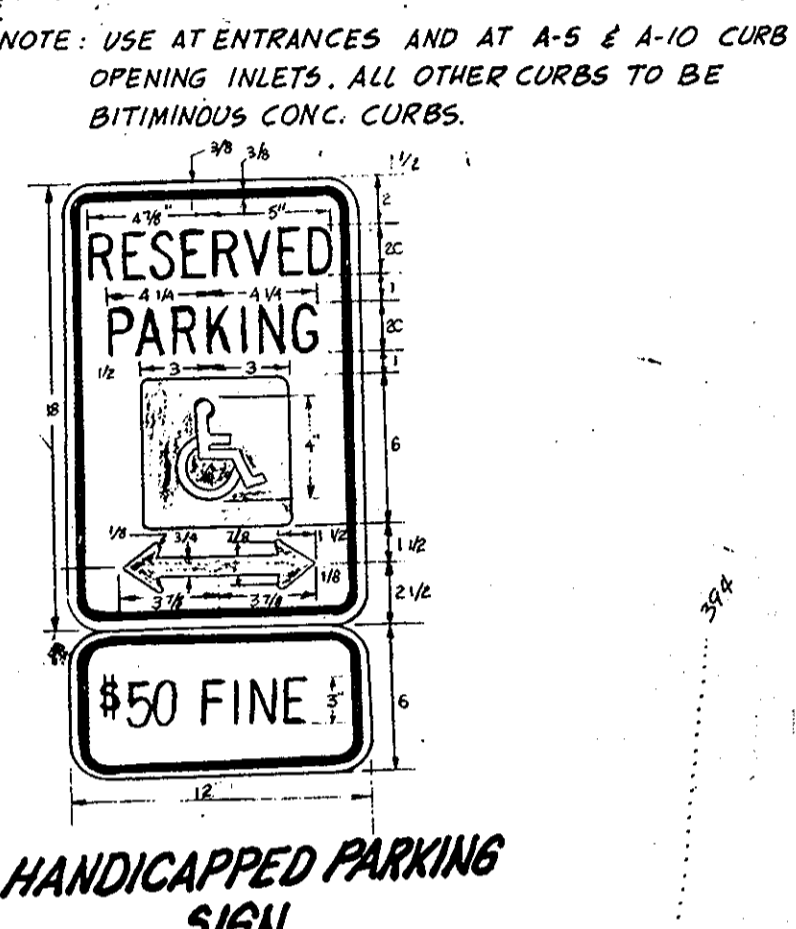 NOTE: USE AT ENTRANCES AND AT A-5 & A-10 CURB
OPENING INLETS. ALL OTHER CURBS TO BE
BITIMINOUS CONC. CURBS.
3/8 3/8 1 1/2
2
4 7/8" 5"
RESERVED 2C
4 1/4 4 1/4 1
PARKING 2C
1/2 3 3 1
18
4" 6
1/8 3/4 7/8 1 1/2 1 1/2
1/8
3 7/8 3 7/8 2 1/2
$50 FINE 3" 6
12"
394
HANDICAPPED PARKING
SIGN